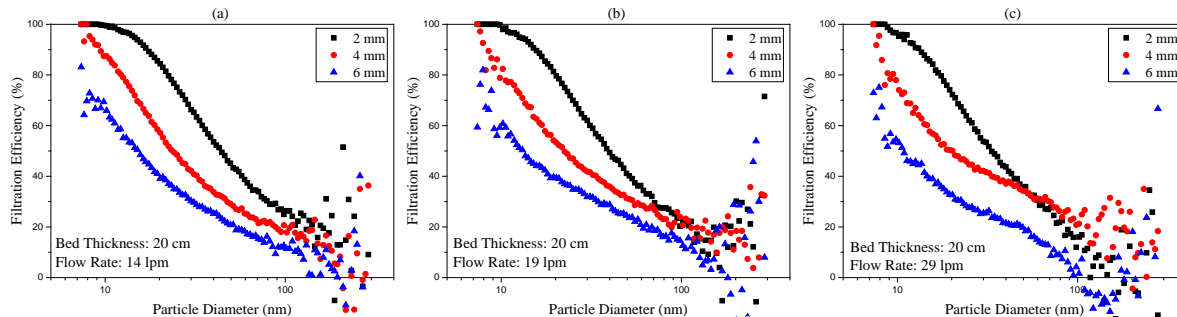 (a)
100
80
60
40
20
0
Filtration Efficiency (%)
2 mm
4 mm
6 mm
Bed Thickness: 20 cm
Flow Rate: 14 lpm
10
100
Particle Diameter (nm)
(b)
100
80
60
40
20
0
Filtration Efficiency (%)
2 mm
4 mm
6 mm
Bed Thickness: 20 cm
Flow Rate: 19 lpm
10
100
Particle Diameter (nm)
(c)
100
80
60
40
20
0
Filtration Efficiency (%)
2 mm
4 mm
6 mm
Bed Thickness: 20 cm
Flow Rate: 29 lpm
10
100
Particle Diameter (nm)